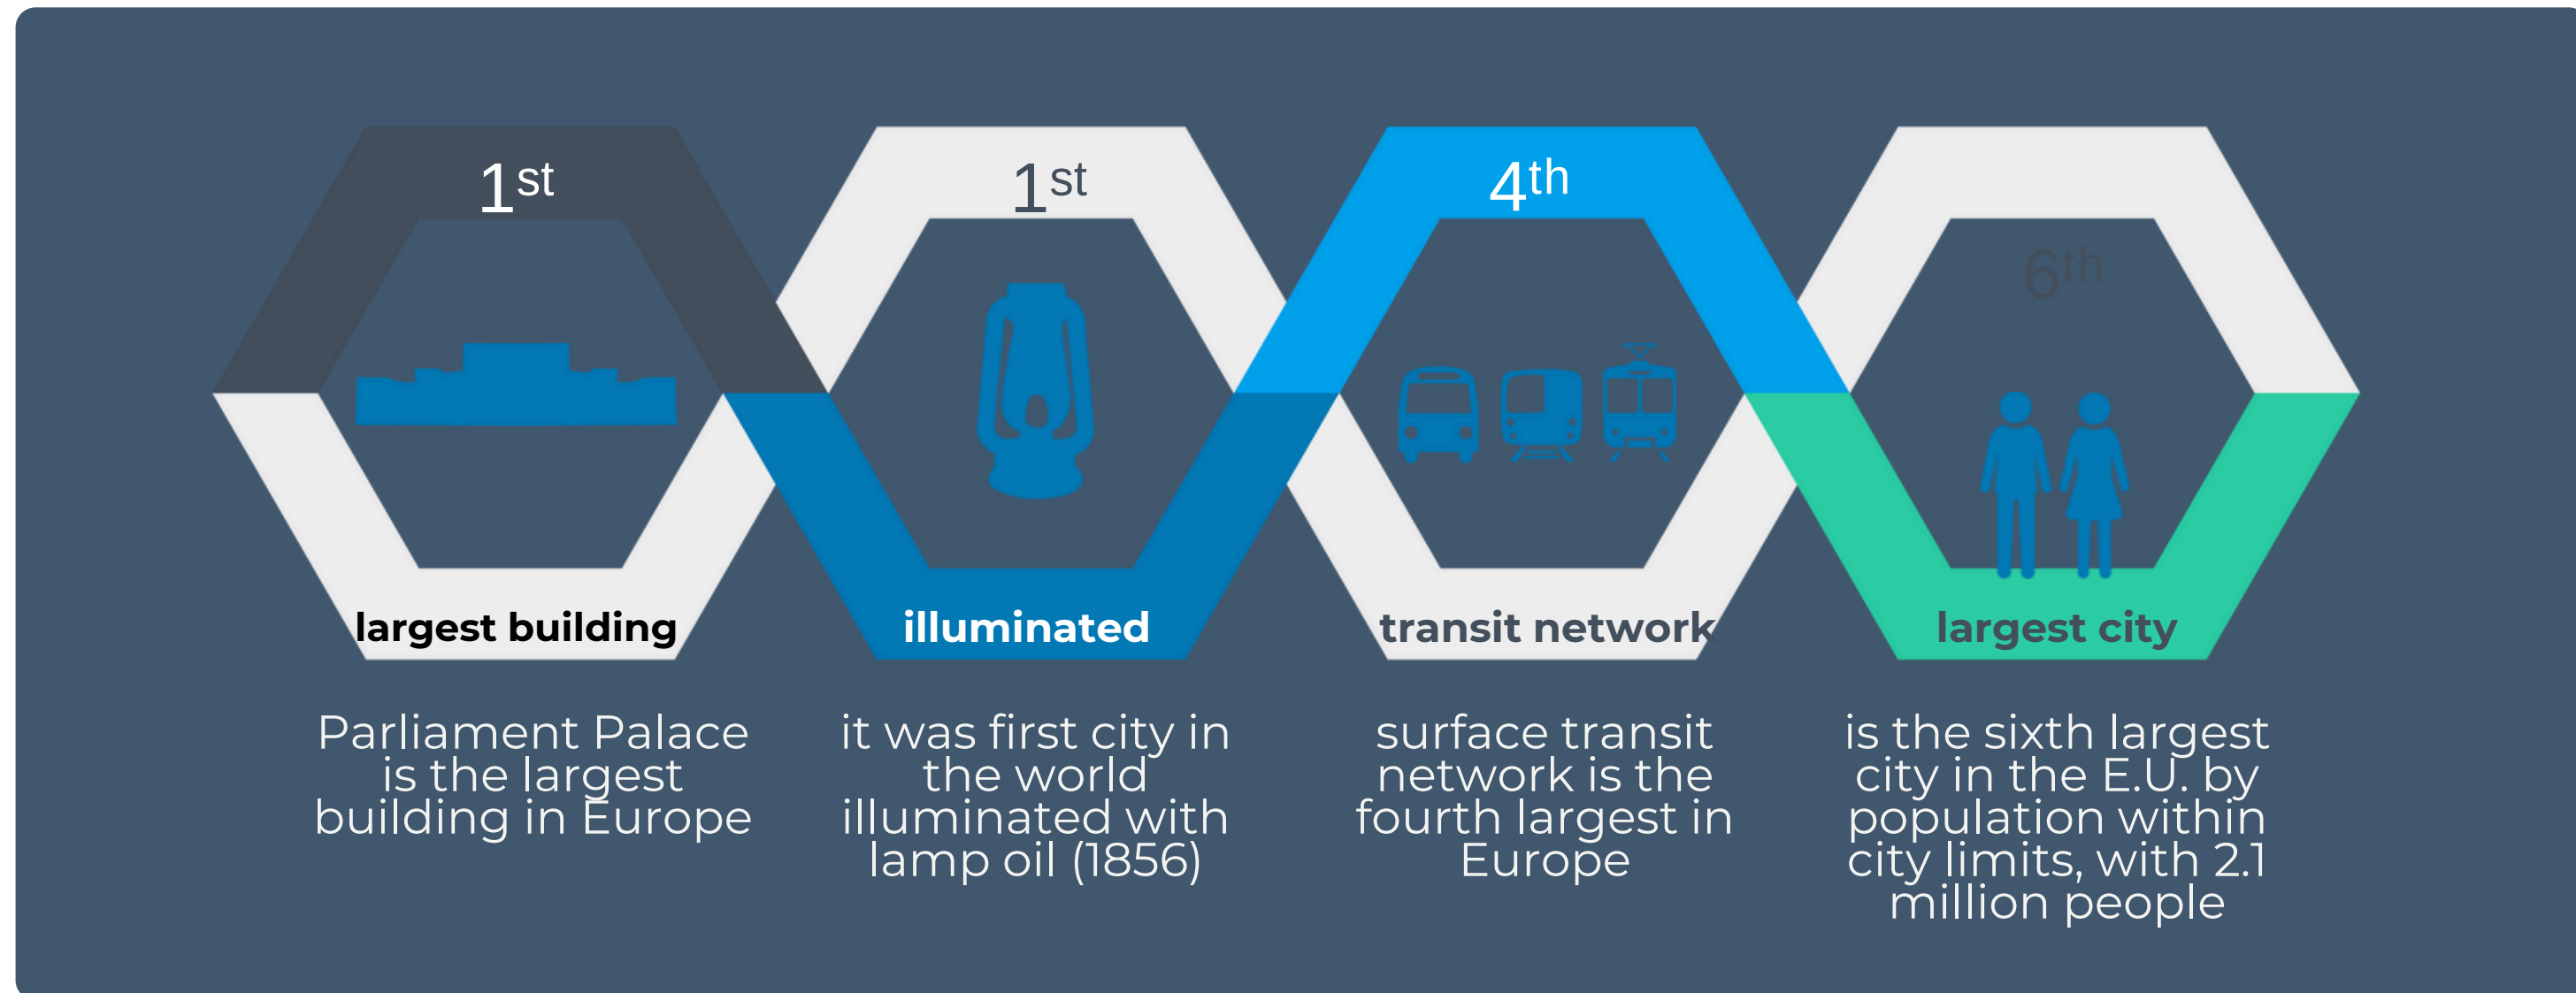 1st
largest building
Parliament Palace
is the largest
building in Europe
1st
illuminated
it was first city in
the world
illuminated with
lamp oil (1856)
4th
transit network
surface transit
network is the
fourth largest in
Europe
6th
largest city
is the sixth largest
city in the E.U. by
population within
city limits, with 2.1
million people